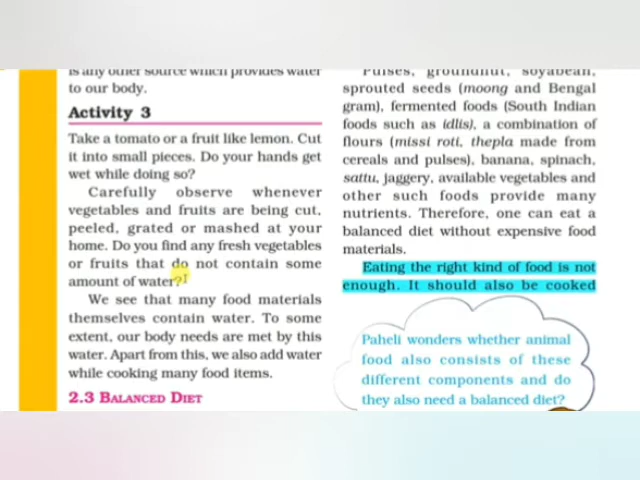 is any other source which provides water
to our body.
Activity 3
Take a tomato or a fruit like lemon. Cut
it into small pieces. Do your hands get
wet while doing so?
Carefully observe whenever
vegetables and fruits are being cut,
peeled, grated or mashed at your
home. Do you find any fresh vegetables
or fruits that do not contain some
amount of water?
We see that many food materials
themselves contain water. To some
extent, our body needs are met by this
water. Apart from this, we also add water
while cooking many food items.
2.3 BALANCED DIET
Pulses, groundnut, soyabean,
sprouted seeds (moong and Bengal
gram), fermented foods (South Indian
foods such as idlis), a combination of
flours (missi roti, thepla made from
cereals and pulses), banana, spinach,
sattu, jaggery, available vegetables and
other such foods provide many
nutrients. Therefore, one can eat a
balanced diet without expensive food
materials.
Eating the right kind of food is not
enough. It should also be cooked
Paheli wonders whether animal
food also consists of these
different components and do
they also need a balanced diet?